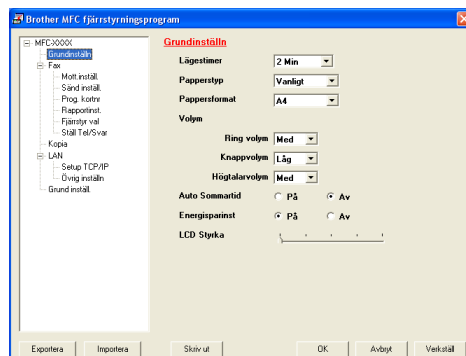 Brother MFC fjärrstyrningsprogram
MFC-XXXX
Grundinställn
Fax
Mott.inställ.
Sänd inställ.
Prog. kortnr
Rapportinst.
Fjärrstyr val
Ställ Tel/Svar
Kopia
LAN
Setup TCP/IP
Övrig inställn
Grund inställ.
Grundinställn
Lägestimer 2 Min
Papperstyp Vanligt
Pappersformat A4
Volym
Ring volym Med
Knappvolym Låg
Högtalarvolym Med
Auto Sommartid På Av
Energisparinst På Av
LCD Styrka
Exportera Importera Skriv ut OK Avbryt Verkställ